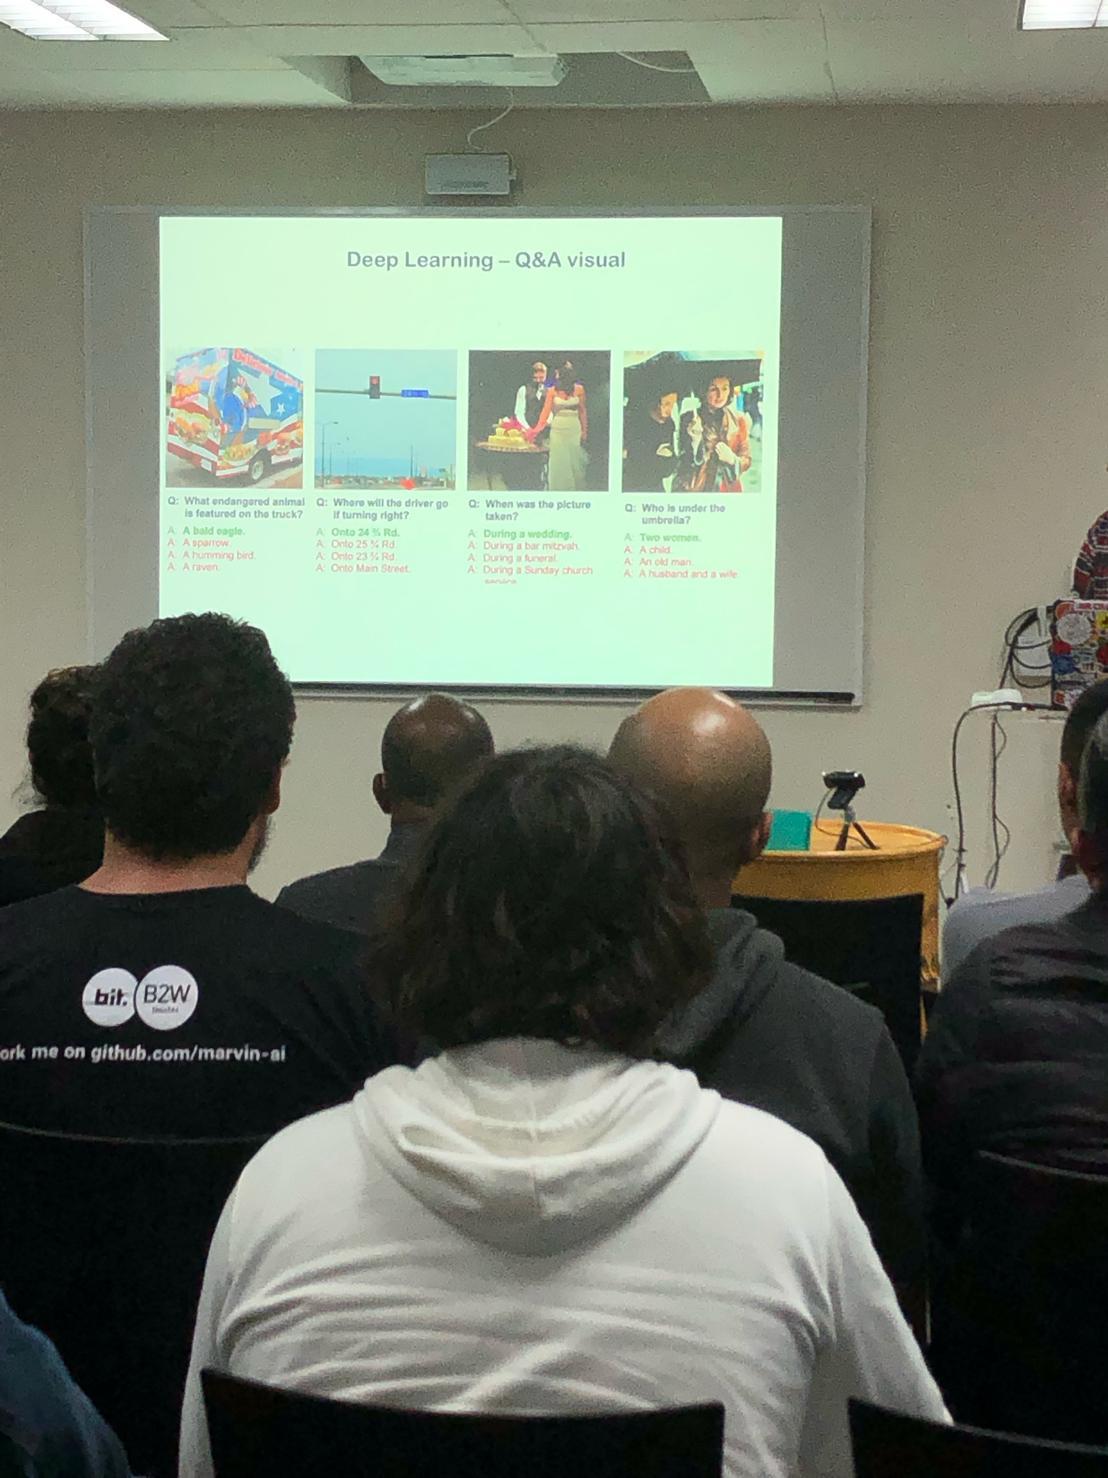 Deep Learning – Q&A visual
Q: What endangered animal
is featured on the truck?
A: A bald eagle.
A: A sparrow.
A: A humming bird.
A: A raven.
Q: Where will the driver go
if turning right?
A: Onto 24 ¾ Rd.
A: Onto 25 ¾ Rd.
A: Onto 23 ¾ Rd.
A: Onto Main Street.
Q: When was the picture
taken?
A: During a wedding.
A: During a bar mitzvah.
A: During a funeral.
A: During a Sunday church
service.
Q: Who is under the
umbrella?
A: Two women.
A: A child.
A: An old man.
A: A husband and a wife.
bit. B2W
ork me on github.com/marvin-ai